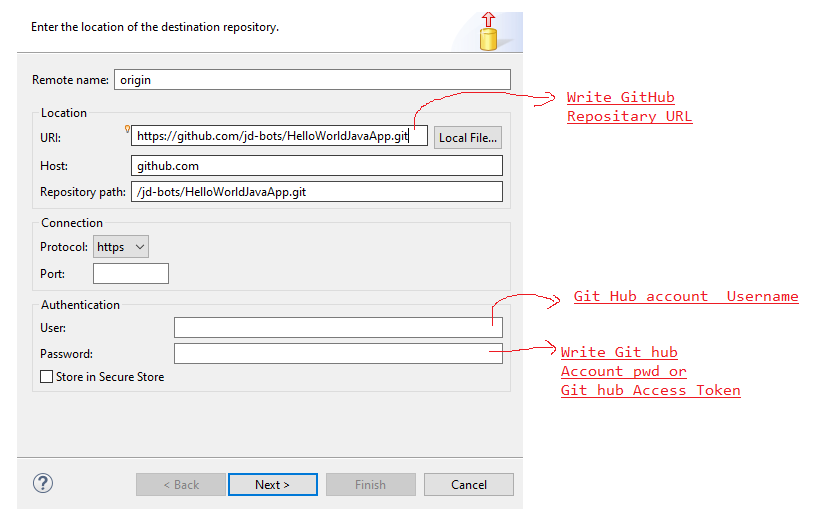 Enter the location of the destination repository.
Remote name: origin
Write GitHub
Repositary URL
Location
URI: https://github.com/jd-bots/HelloWorldJavaApp.git Local File...
Host: github.com
Repository path: /jd-bots/HelloWorldJavaApp.git
Connection
Protocol: https
Port:
Git Hub account Username
Authentication
User:
Password:
Write Git hub
Account pwd or
Git hub Access Token
Store in Secure Store
? < Back Next > Finish Cancel